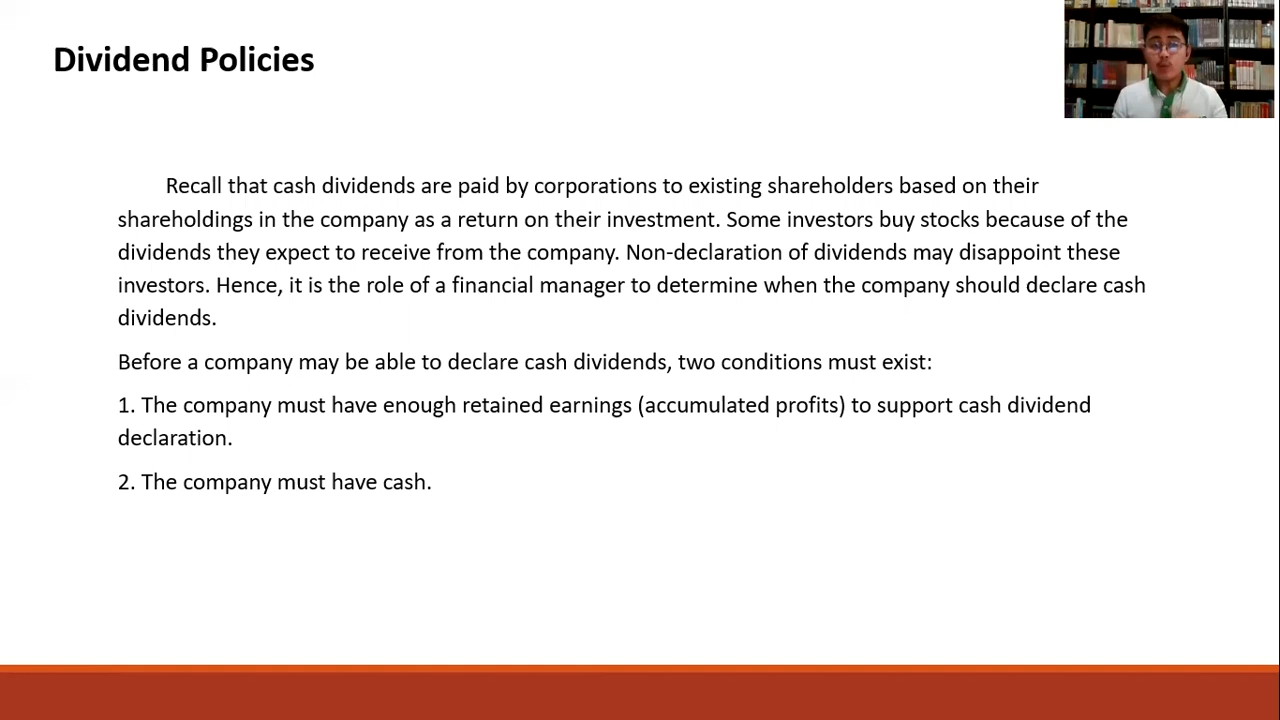 Dividend Policies
Recall that cash dividends are paid by corporations to existing shareholders based on their
shareholdings in the company as a return on their investment. Some investors buy stocks because of the
dividends they expect to receive from the company. Non-declaration of dividends may disappoint these
investors. Hence, it is the role of a financial manager to determine when the company should declare cash
dividends.
Before a company may be able to declare cash dividends, two conditions must exist:
1. The company must have enough retained earnings (accumulated profits) to support cash dividend
declaration.
2. The company must have cash.